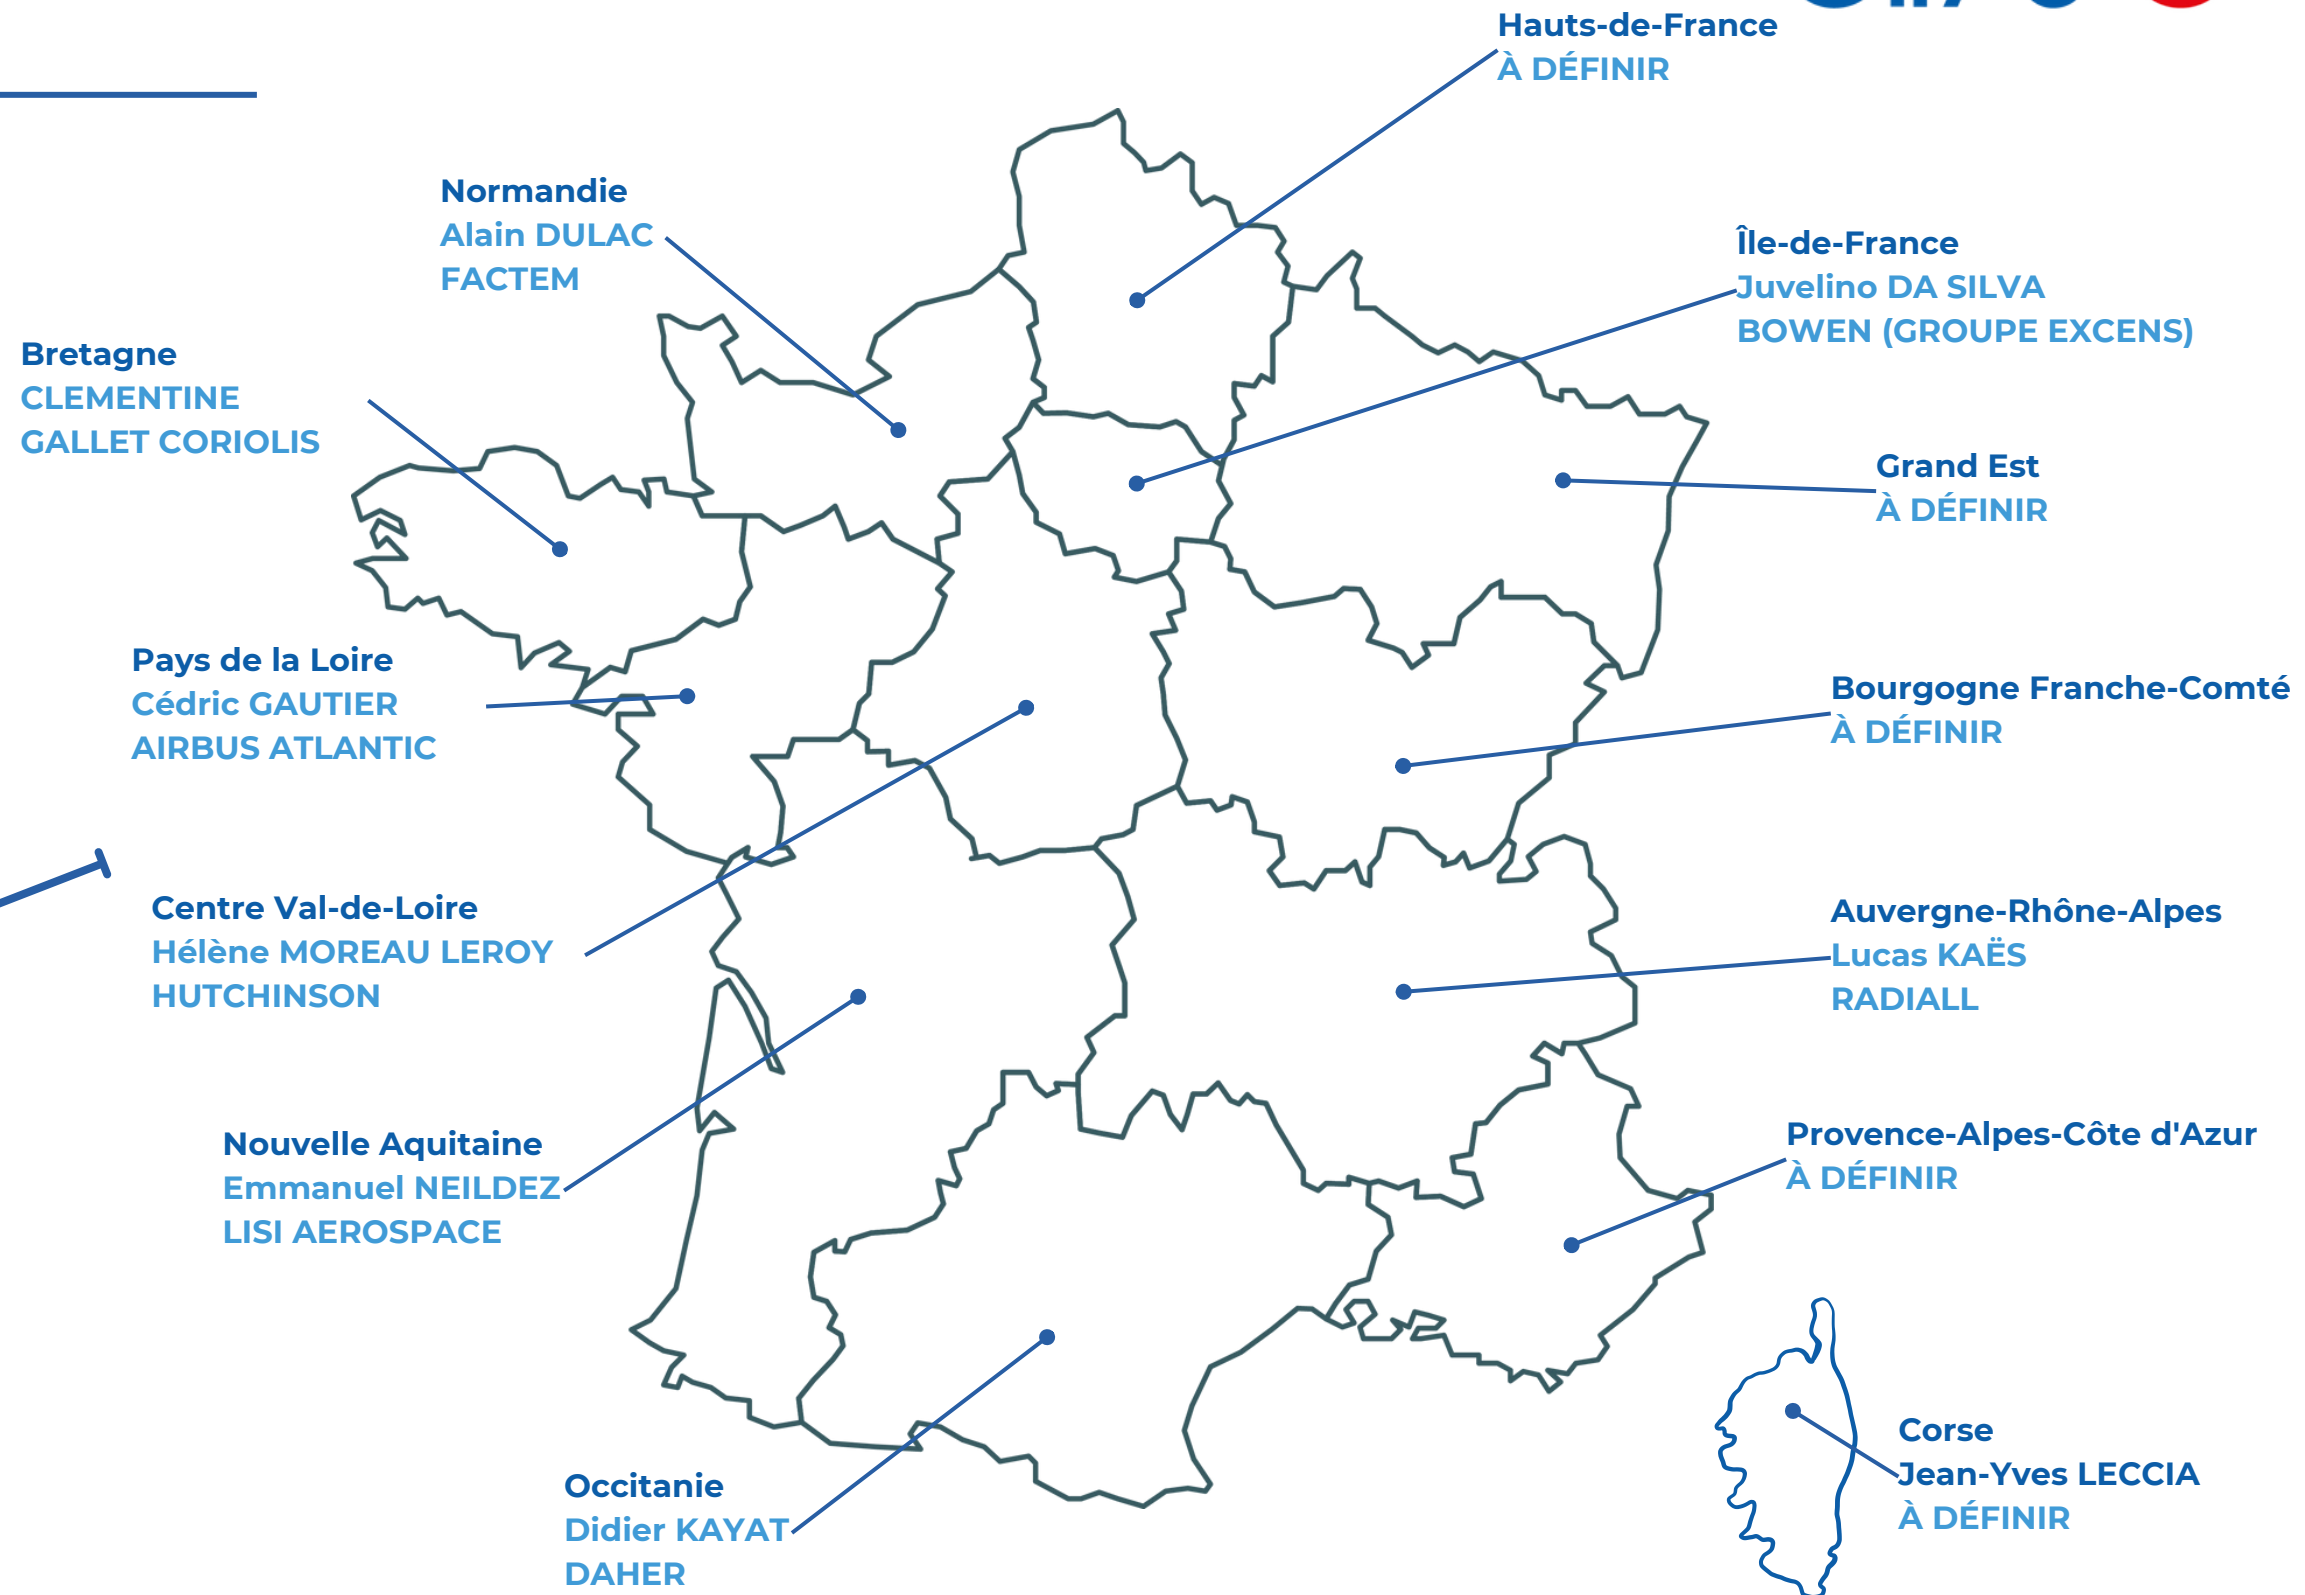 Hauts-de-France
À DÉFINIR
Normandie
Alain DULAC
FACTEM
Île-de-France
Juvelino DA SILVA
BOWEN (GROUPE EXCENS)
Bretagne
CLEMENTINE
GALLET CORIOLIS
Grand Est
À DÉFINIR
Pays de la Loire
Cédric GAUTIER
AIRBUS ATLANTIC
Bourgogne Franche-Comté
À DÉFINIR
Centre Val-de-Loire
Hélène MOREAU LEROY
HUTCHINSON
Auvergne-Rhône-Alpes
Lucas KAËS
RADIALL
Nouvelle Aquitaine
Emmanuel NEILDEZ
LISI AEROSPACE
Provence-Alpes-Côte d'Azur
À DÉFINIR
Corse
Jean-Yves LECCIA
À DÉFINIR
Occitanie
Didier KAYAT
DAHER